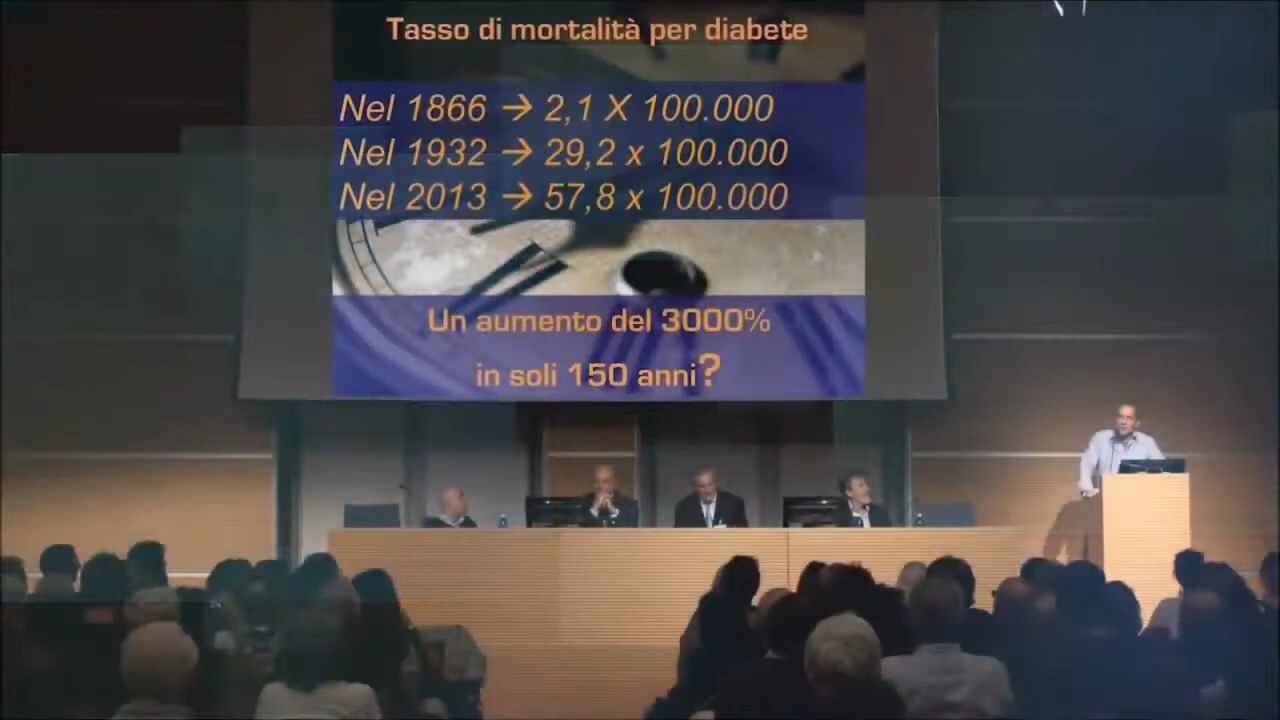 Tasso di mortalità per diabete
Nel 1866 → 2,1 X 100.000
Nel 1932 → 29,2 x 100.000
Nel 2013 → 57,8 x 100.000
Un aumento del 3000%
in soli 150 anni?